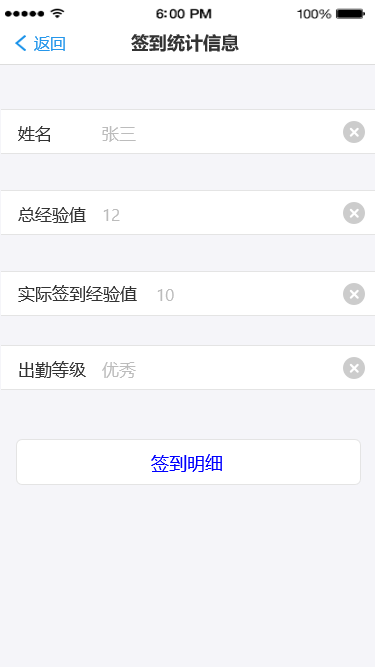 6:00 PM 100%
返回 签到统计信息
姓名 张三
总经验值 12
实际签到经验值 10
出勤等级 优秀
签到明细